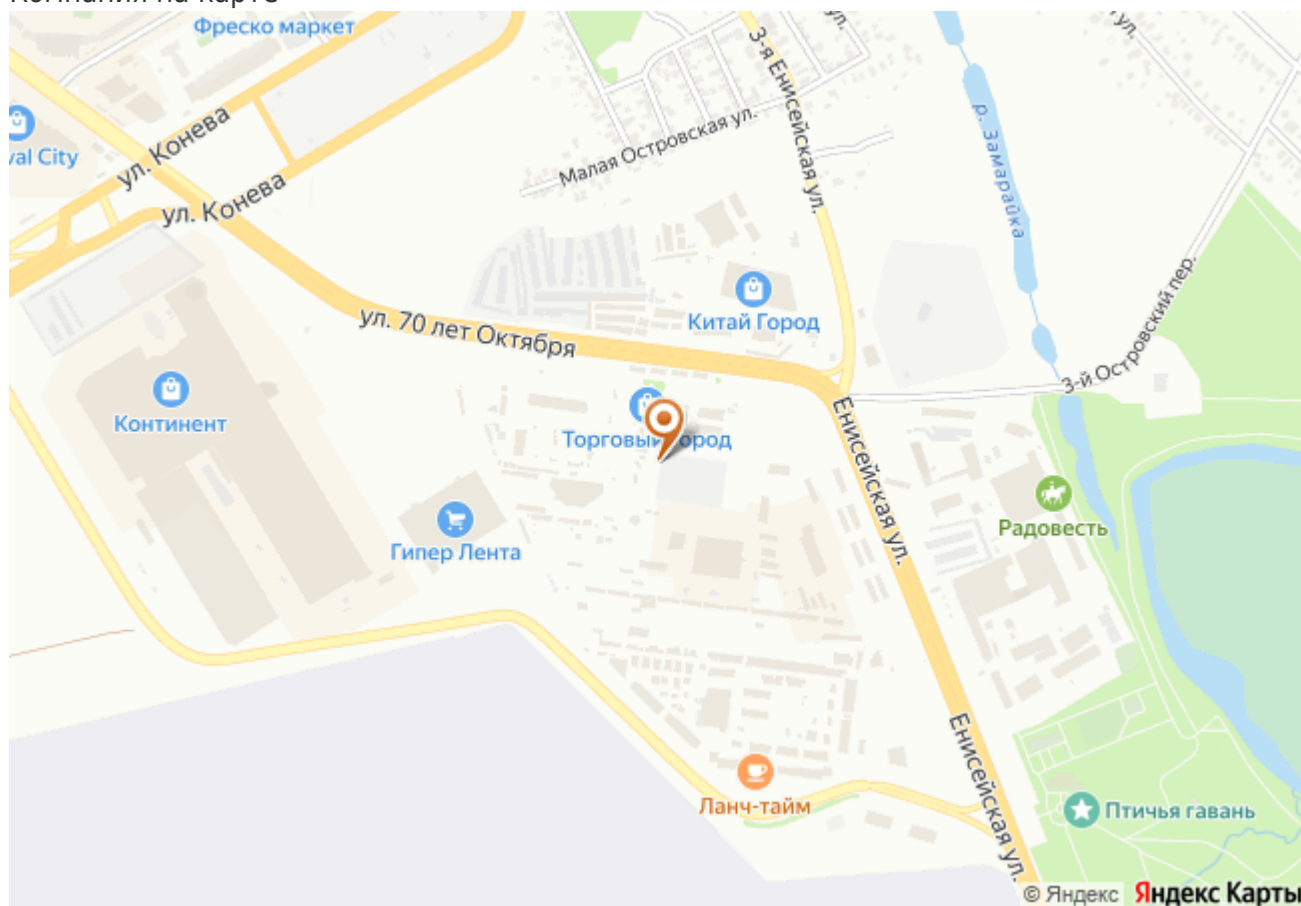 Фреско маркет
ул.
ул.
3-я Енисейская ул.
ул. Конева
Малая Островская ул.
р. Замарайка
val City
ул. Конева
3-й Островский пер.
Китай Город
ул. 70 лет Октября
Континент
Торговый Город
Енисейская ул.
Радовесть
Гипер Лента
Енисейская ул.
Ланч-тайм
Птичья гавань
© Яндекс Яндекс Карты